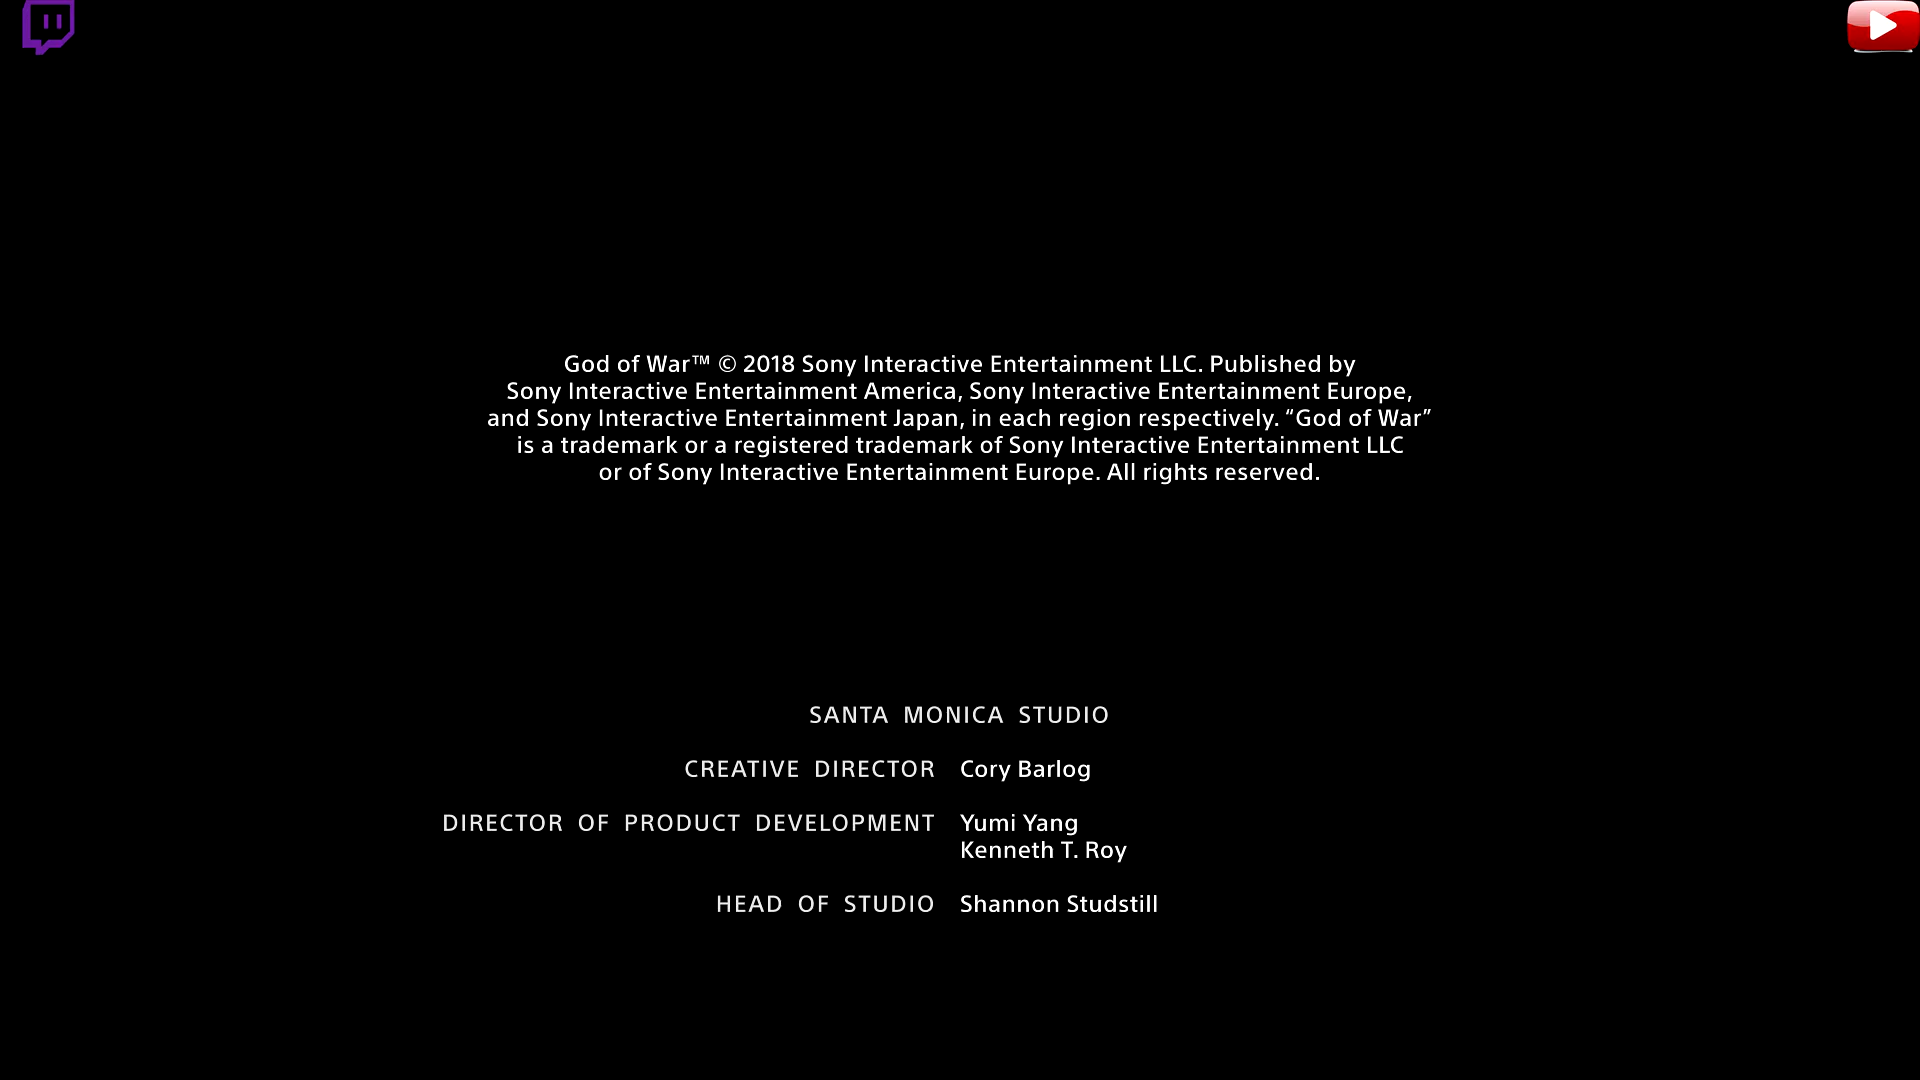 God of War™ © 2018 Sony Interactive Entertainment LLC. Published by
Sony Interactive Entertainment America, Sony Interactive Entertainment Europe,
and Sony Interactive Entertainment Japan, in each region respectively. “God of War”
is a trademark or a registered trademark of Sony Interactive Entertainment LLC
or of Sony Interactive Entertainment Europe. All rights reserved.
SANTA MONICA STUDIO
CREATIVE DIRECTOR Cory Barlog
DIRECTOR OF PRODUCT DEVELOPMENT Yumi Yang
Kenneth T. Roy
HEAD OF STUDIO Shannon Studstill